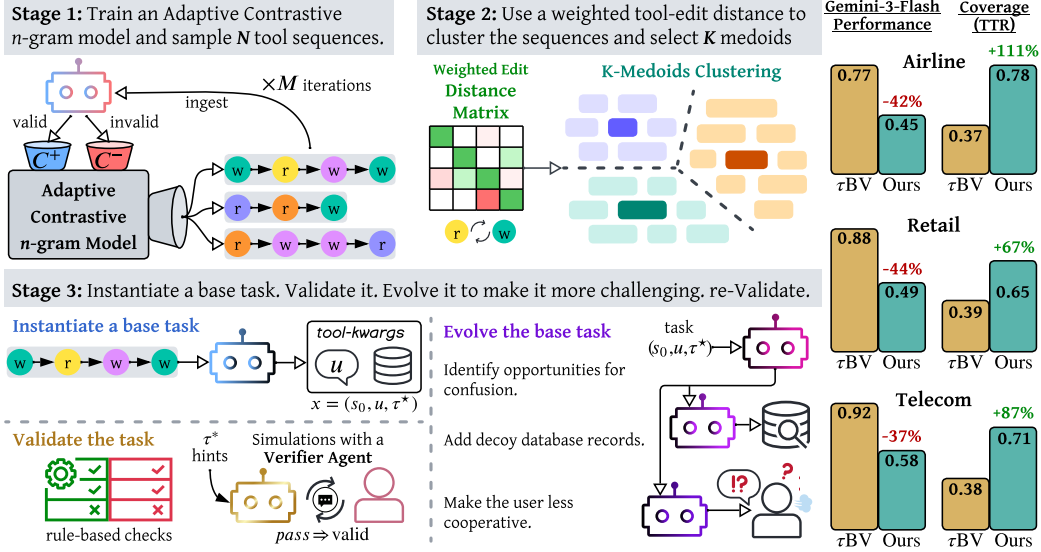 Stage 1: Train an Adaptive Contrastive
n-gram model and sample N tool sequences.
valid
invalid
ingest
×M iterations
C⁺
C⁻
Adaptive
Contrastive
n-gram Model
w
r
w
w
r
r
w
r
w
w
r
Stage 2: Use a weighted tool-edit distance to
cluster the sequences and select K medoids
Weighted Edit
Distance
Matrix
r
w
K-Medoids Clustering
Stage 3: Instantiate a base task. Validate it. Evolve it to make it more challenging. re-Validate.
Instantiate a base task
w
r
w
w
tool-kwargs
u
x = (s₀, u, τ⋆)
Validate the task
rule-based checks
τ*
hints
Simulations with a
Verifier Agent
pass ⇒ valid
Evolve the base task
Identify opportunities for
confusion.
Add decoy database records.
Make the user less
cooperative.
task
(s₀,u,τ⋆)
!?
?
Gemini-3-Flash
Performance
Coverage
(TTR)
Airline
0.77
-42%
0.45
0.37
+111%
0.78
τBV
Ours
τBV
Ours
Retail
0.88
-44%
0.49
0.39
+67%
0.65
τBV
Ours
τBV
Ours
Telecom
0.92
-37%
0.58
0.38
+87%
0.71
τBV
Ours
τBV
Ours